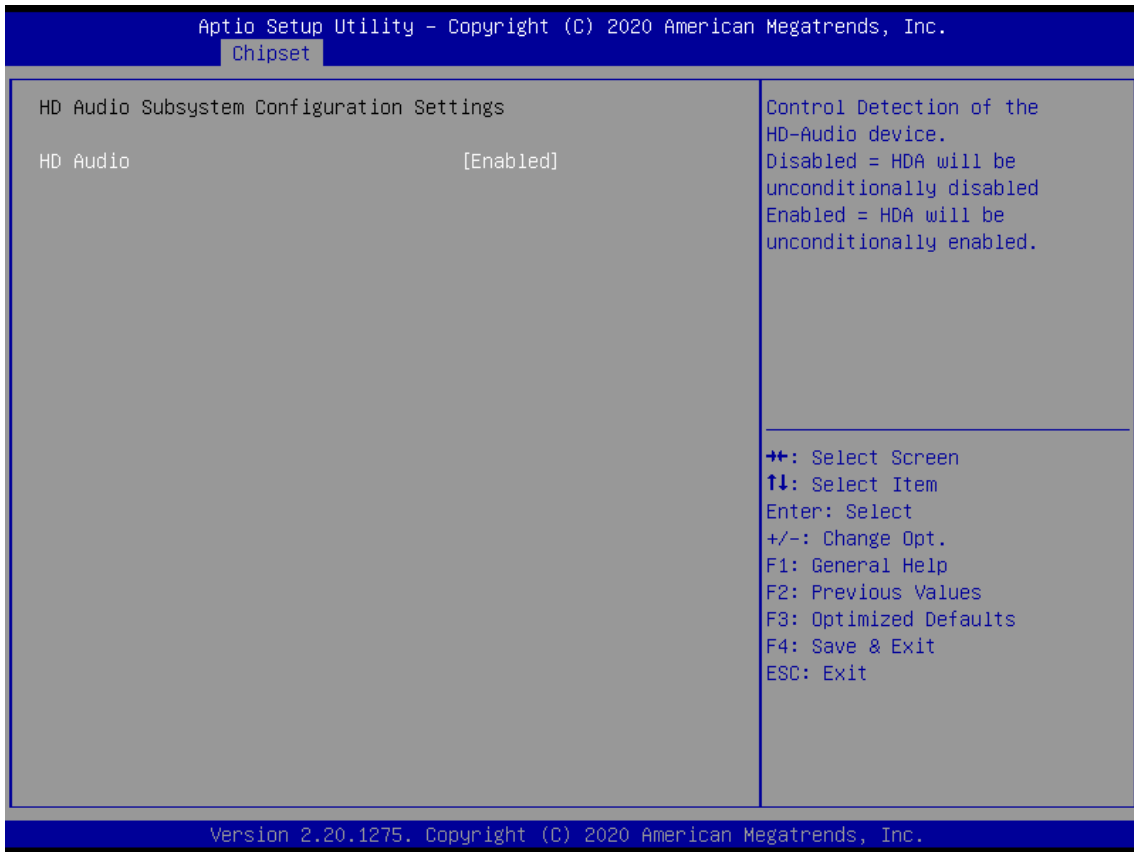 Aptio Setup Utility – Copyright (C) 2020 American Megatrends, Inc.
Chipset
HD Audio Subsystem Configuration Settings
HD Audio [Enabled]
Control Detection of the
HD-Audio device.
Disabled = HDA will be
unconditionally disabled
Enabled = HDA will be
unconditionally enabled.
→←: Select Screen
↑↓: Select Item
Enter: Select
+/-: Change Opt.
F1: General Help
F2: Previous Values
F3: Optimized Defaults
F4: Save & Exit
ESC: Exit
Version 2.20.1275. Copyright (C) 2020 American Megatrends, Inc.